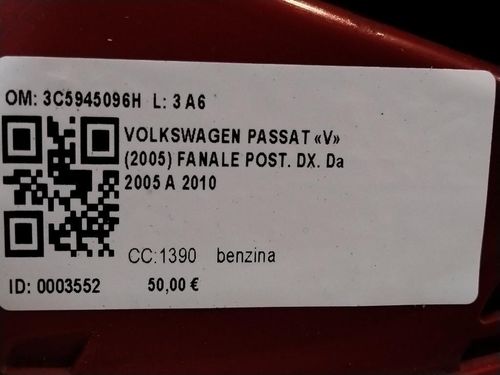 OM: 3C5945096H L: 3 A6
VOLKSWAGEN PASSAT «V»
(2005) FANALE POST. DX. Da
2005 A 2010
CC:1390 benzina
ID: 0003552 50,00 €